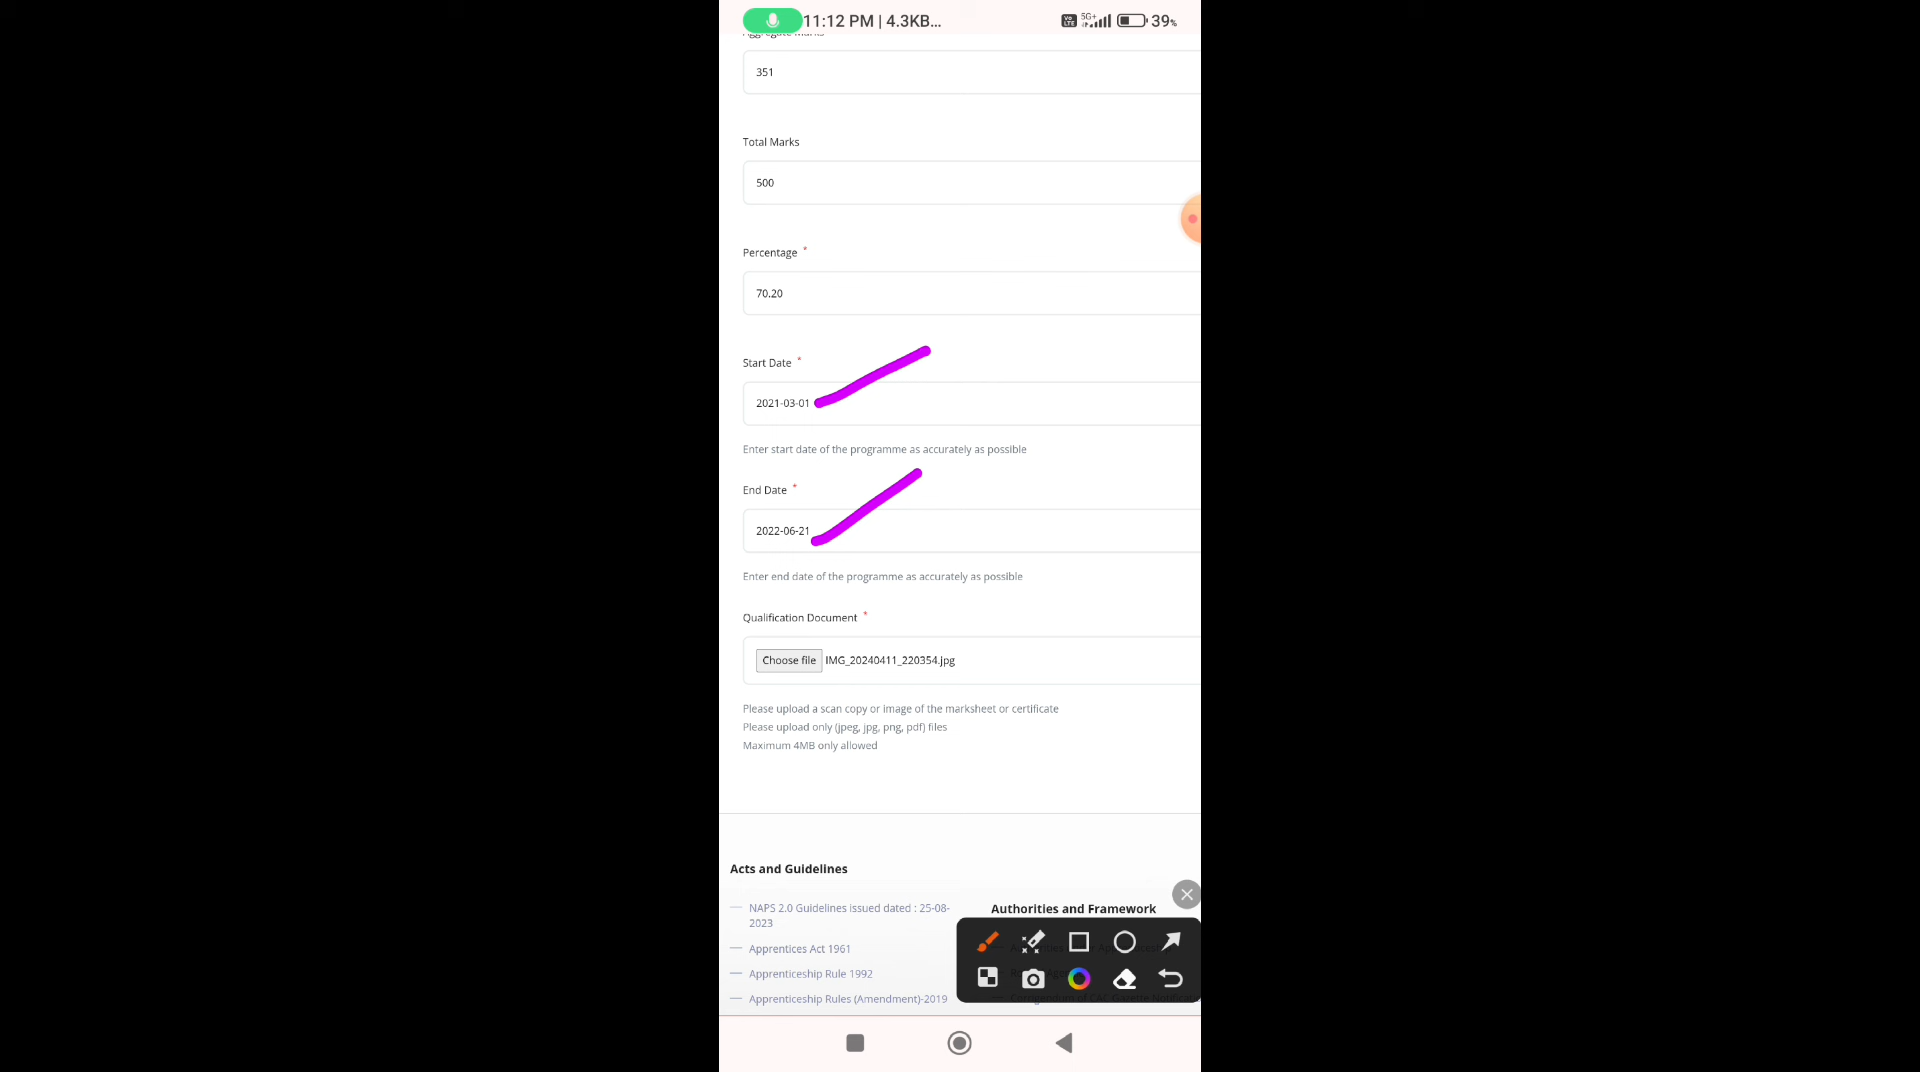 11:12 PM | 4.3KB...
Vo LTE 5G+ 39%
Aggregate Marks
351
Total Marks
500
Percentage *
70.20
Start Date *
2021-03-01
Enter start date of the programme as accurately as possible
End Date *
2022-06-21
Enter end date of the programme as accurately as possible
Qualification Document *
Choose file IMG_20240411_220354.jpg
Please upload a scan copy or image of the marksheet or certificate
Please upload only (jpeg, jpg, png, pdf) files
Maximum 4MB only allowed
Acts and Guidelines
— NAPS 2.0 Guidelines issued dated : 25-08-
2023
— Apprentices Act 1961
— Apprenticeship Rule 1992
— Apprenticeship Rules (Amendment)-2019
Authorities and Framework